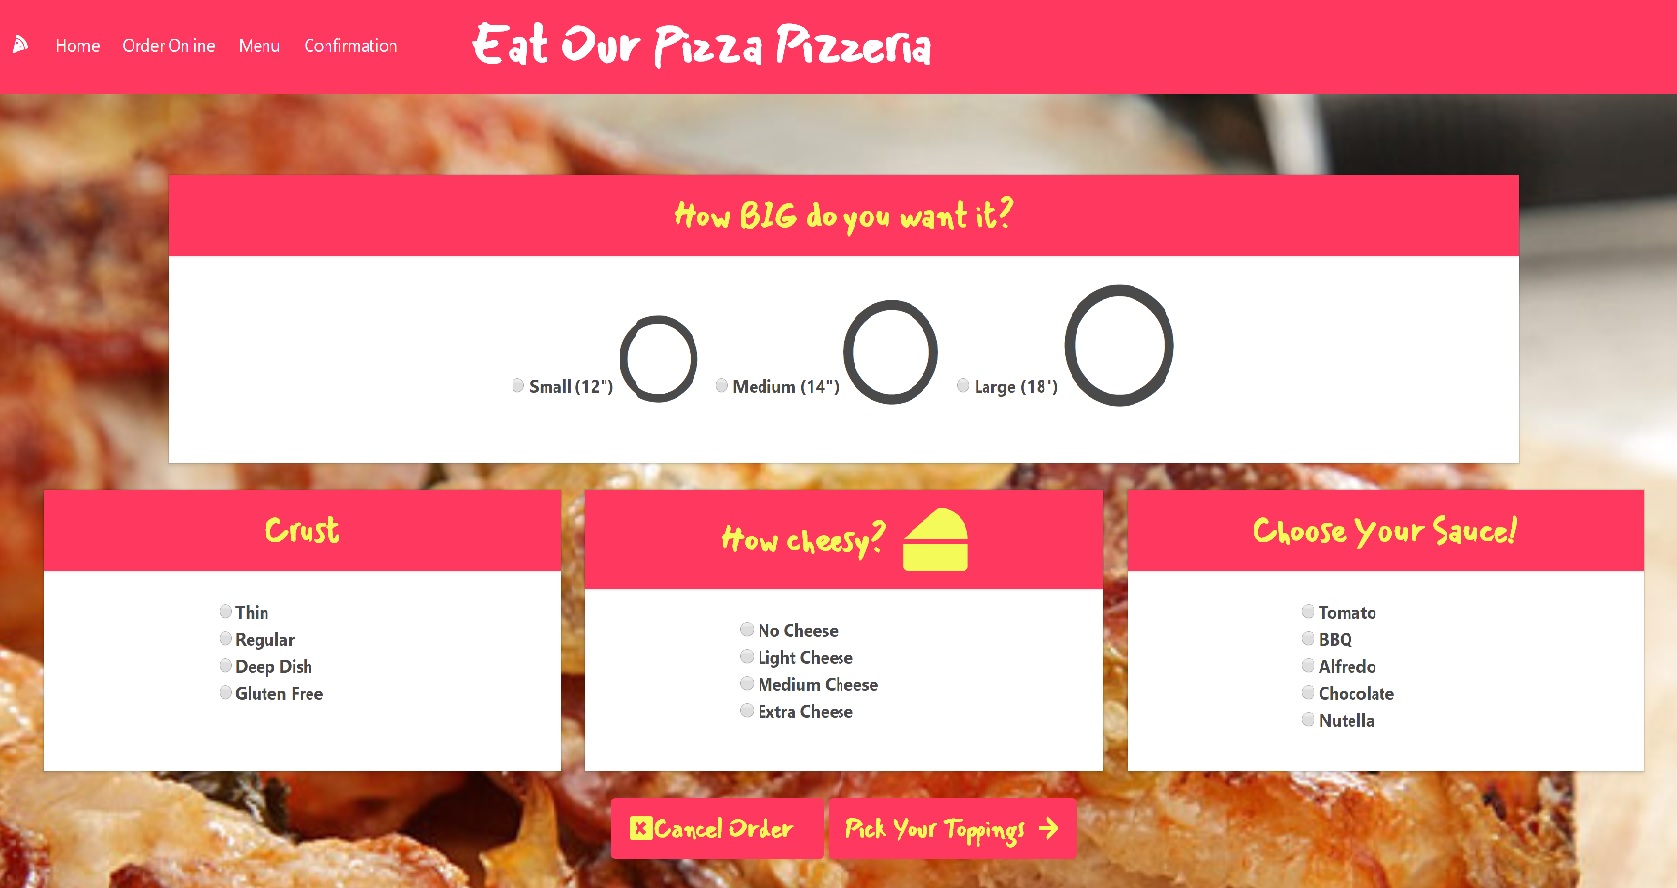 Home Order Online Menu Confirmation Eat Our Pizza Pizzeria
How BIG do you want it?
Small (12") Medium (14") Large (18')
Crust
Thin
Regular
Deep Dish
Gluten Free
How cheesy?
No Cheese
Light Cheese
Medium Cheese
Extra Cheese
Choose Your Sauce!
Tomato
BBQ
Alfredo
Chocolate
Nutella
Cancel Order Pick Your Toppings